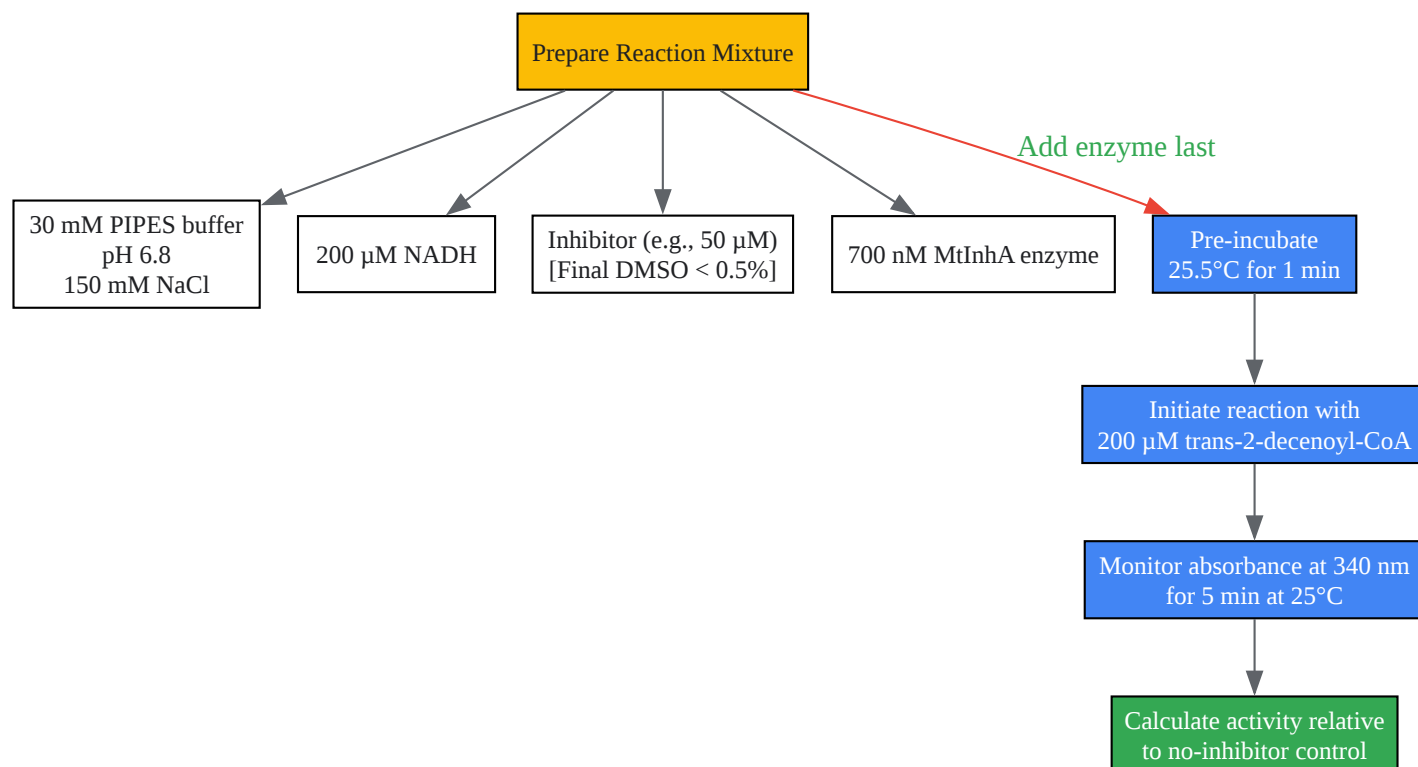 Prepare Reaction Mixture
Add enzyme last
30 mM PIPES buffer
pH 6.8
150 mM NaCl
200 µM NADH
Inhibitor (e.g., 50 µM)
[Final DMSO < 0.5%]
700 nM MtInhA enzyme
Pre-incubate
25.5°C for 1 min
Initiate reaction with
200 µM trans-2-decenoyl-CoA
Monitor absorbance at 340 nm
for 5 min at 25°C
Calculate activity relative
to no-inhibitor control